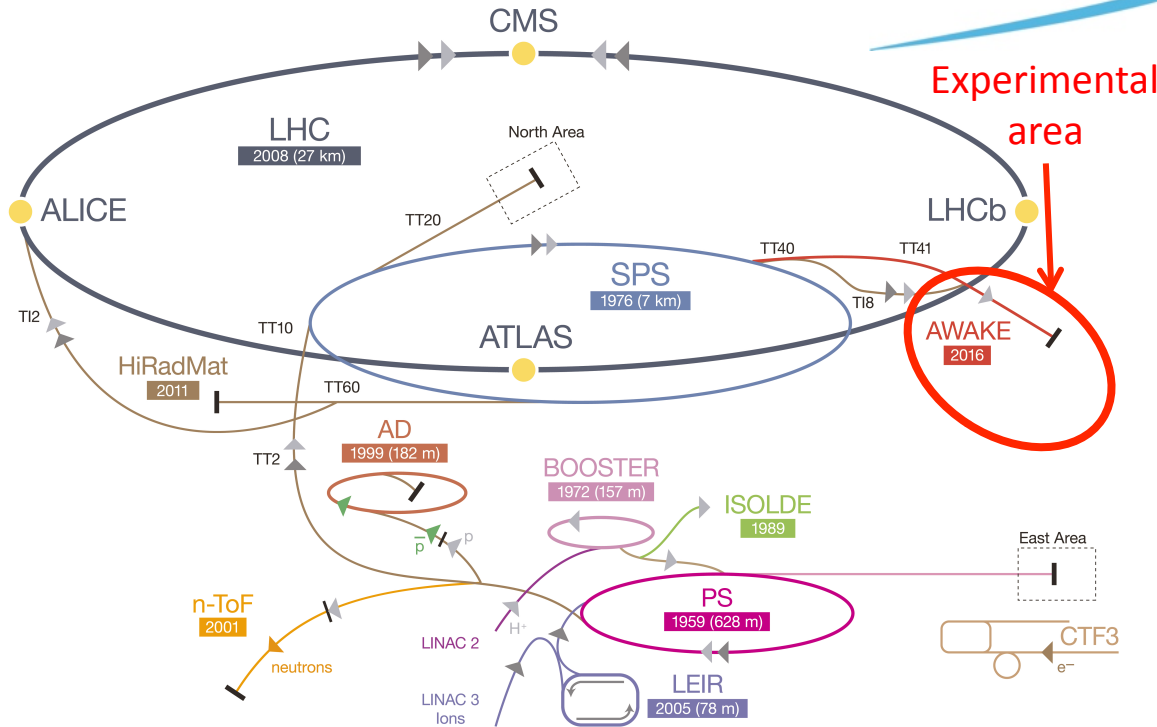 CMS
Experimental
area
LHC
2008 (27 km)
North Area
ALICE
TT20
LHCb
TT40
TT41
SPS
1976 (7 km)
TI8
TI2
TT10
ATLAS
AWAKE
2016
HiRadMat
2011
TT60
AD
1999 (182 m)
TT2
BOOSTER
1972 (157 m)
ISOLDE
1989
p̅
p
East Area
n-ToF
2001
PS
1959 (628 m)
H⁺
LINAC 2
neutrons
CTF3
e⁻
LEIR
2005 (78 m)
LINAC 3
Ions